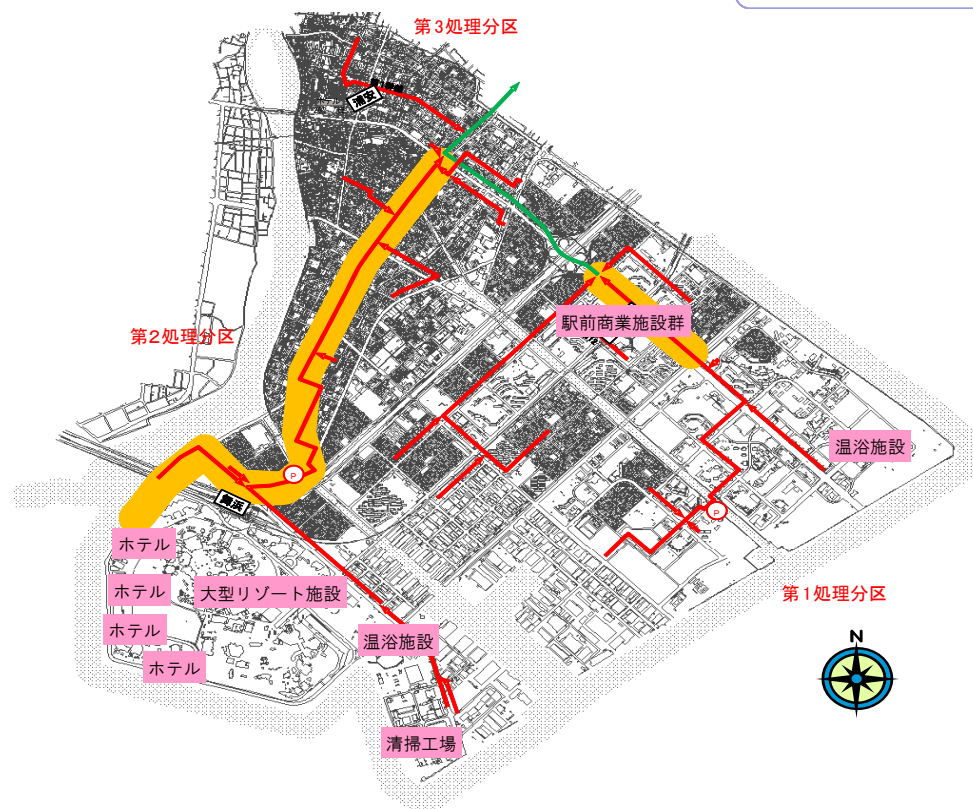 第3処理分区
浦安
第2処理分区
駅前商業施設群
温浴施設
P
舞浜
P
ホテル
ホテル
大型リゾート施設
第1処理分区
ホテル
温浴施設
ホテル
N
清掃工場